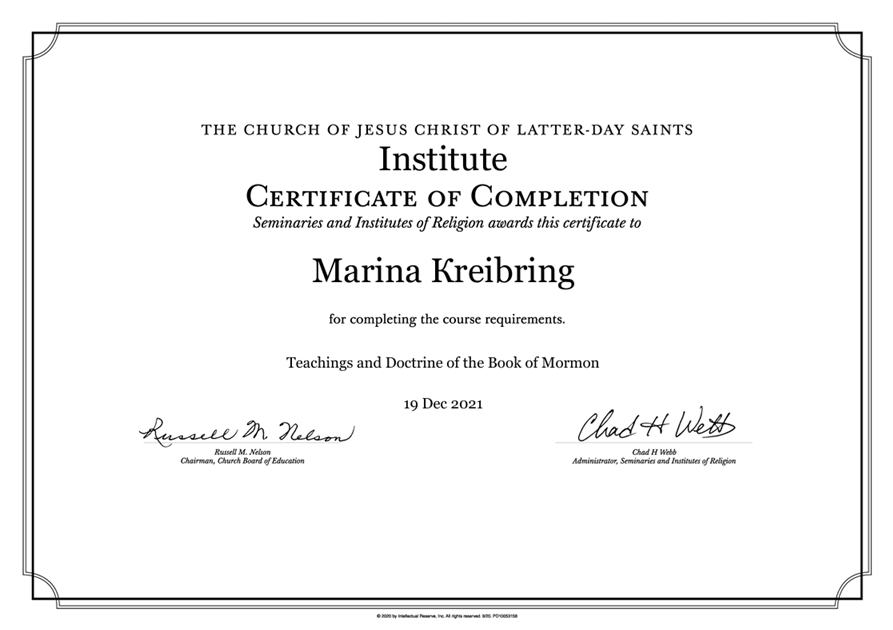 THE CHURCH OF JESUS CHRIST OF LATTER-DAY SAINTS
Institute
CERTIFICATE OF COMPLETION
Seminaries and Institutes of Religion awards this certificate to
Marina Kreibring
for completing the course requirements.
Teachings and Doctrine of the Book of Mormon
19 Dec 2021
Russell M. Nelson
Chad H Webb
Russell M. Nelson
Chad H Webb
Chairman, Church Board of Education
Administrator, Seminaries and Institutes of Religion
© 2020 by Intellectual Reserve, Inc. All rights reserved. 9/20. PD10053158